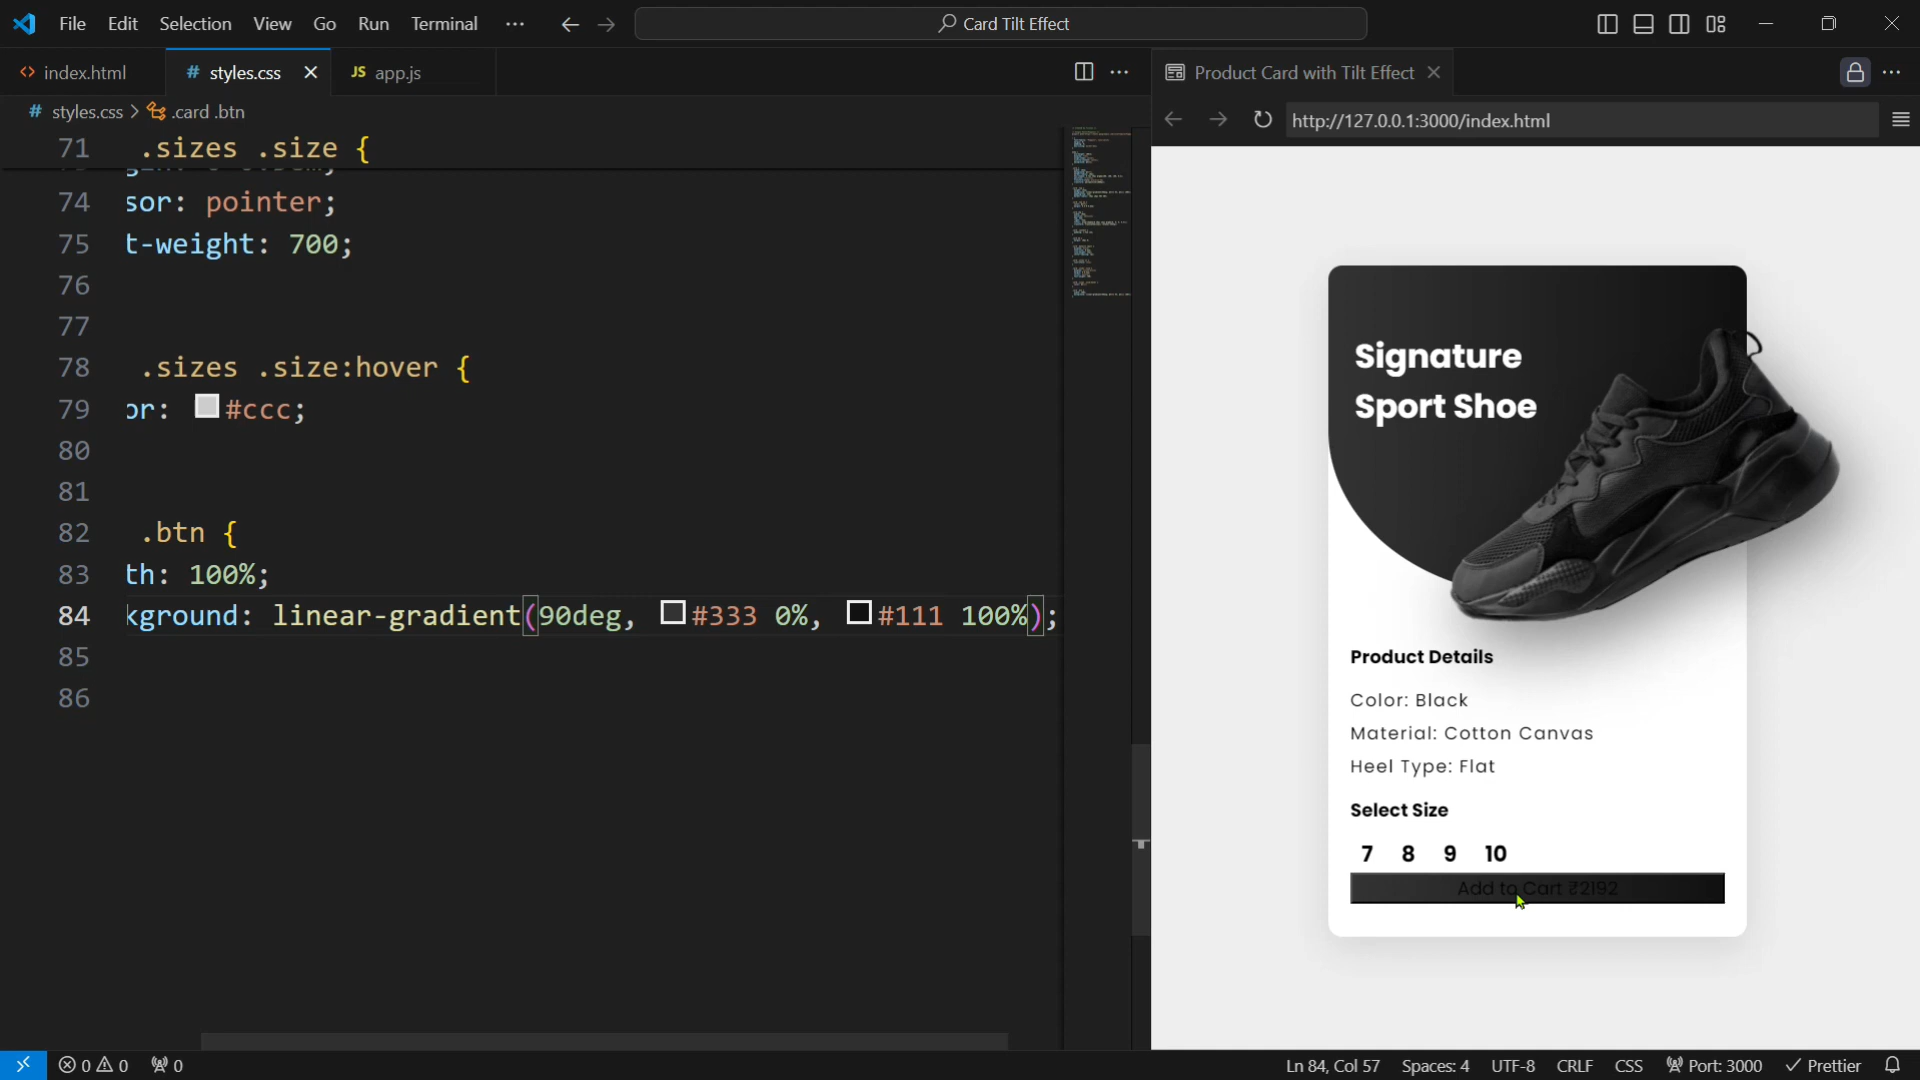 File Edit Selection View Go Run Terminal ··· Card Tilt Effect
index.html # styles.css JS app.js
Product Card with Tilt Effect
# styles.css > .card .btn
http://127.0.0.1:3000/index.html
71 .sizes .size {
74 sor: pointer;
75 t-weight: 700;
76
77
78 .sizes .size:hover {
79 or: #ccc;
80
81
82 .btn {
83 th: 100%;
84 kground: linear-gradient(90deg, #333 0%, #111 100%);
85
86
Signature
Sport Shoe
Product Details
Color: Black
Material: Cotton Canvas
Heel Type: Flat
Select Size
7 8 9 10
Add to Cart ₹2192
0 0 0 Ln 84, Col 57 Spaces: 4 UTF-8 CRLF CSS Port: 3000 Prettier